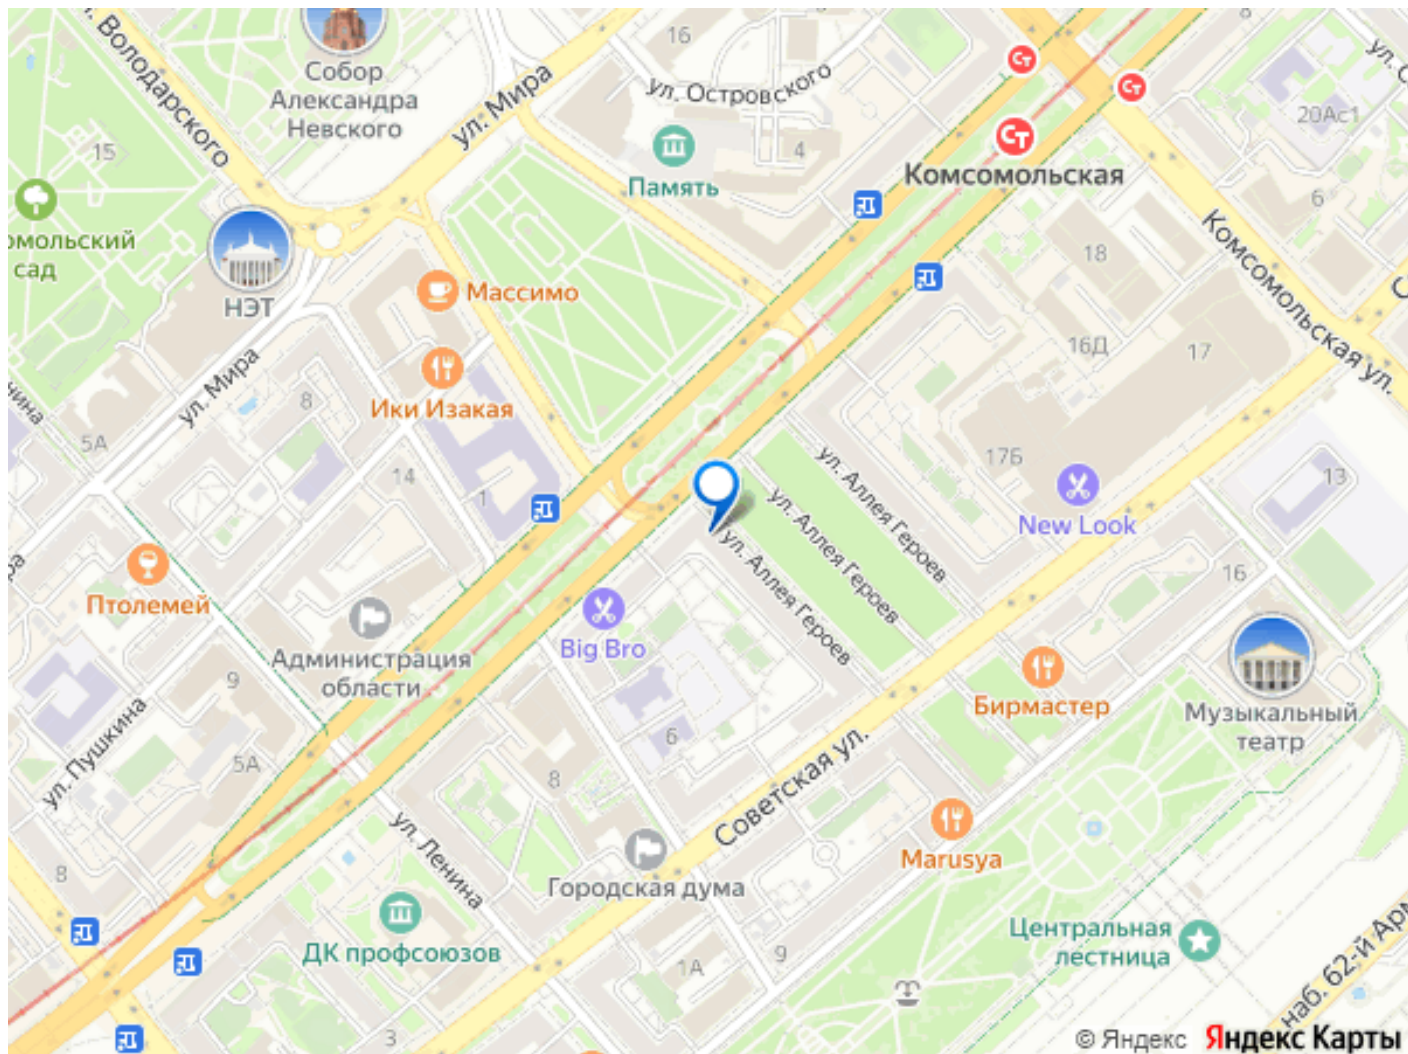 ул. Володарского
Собор
Александра
Невского
ул. Мира
16
ул. Островского
4
Память
Комсомольская
8
20Ас1
6
15
омольский
сад
НЭТ
Массимо
Ики Изакая
18
Комсомольская ул.
16Д
17
ул. Мира
8
5А
14
1
17Б
New Look
13
ул. Аллея Героев
ул. Аллея Героев
ул. Аллея Героев
Птолемей
Big Bro
16
Администрация
области
9
6
Бирмастер
Музыкальный
театр
ул. Пушкина
5А
8
Советская ул.
ул. Ленина
Marusya
8
Городская дума
ДК профсоюзов
Центральная
лестница
1А
9
3
наб. 62-й Арм
© Яндекс Яндекс Карты